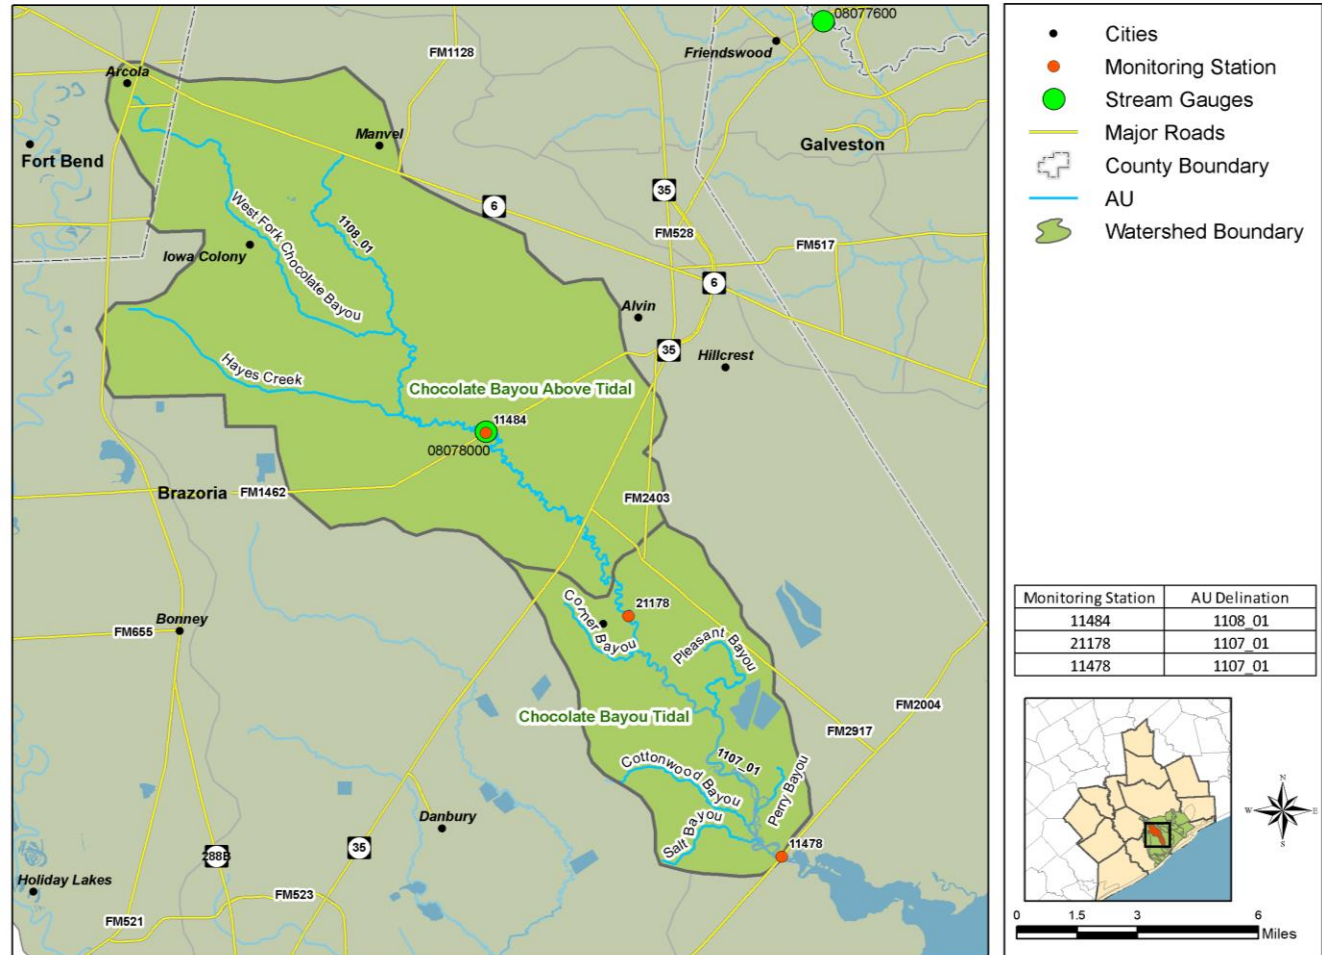 08077600
Friendswood
FM1128
Arcola
Manvel
Fort Bend
Galveston
35
6
West Fork Chocolate Bayou
1108_01
FM528
FM517
Iowa Colony
6
Alvin
35
Hillcrest
Hayes Creek
Chocolate Bayou Above Tidal
11484
08078000
Brazoria
FM1462
FM2403
21178
Corner Bayou
Bonney
FM655
Pleasant Bayou
Chocolate Bayou Tidal
FM2004
FM2917
Cottonwood Bayou
1107_01
Perry Bayou
Salt Bayou
Danbury
11478
288B
35
Holiday Lakes
FM523
FM521
Cities
Monitoring Station
Stream Gauges
Major Roads
County Boundary
AU
Watershed Boundary
Monitoring Station AU Delination
11484 1108_01
21178 1107_01
11478 1107_01
N
W E
S
0 1.5 3 6
Miles